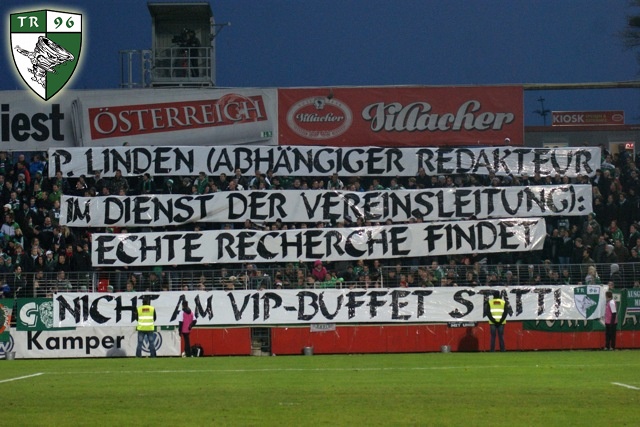 TR 96
iest
ÖSTERREICH
Villacher
Villacher
KIOSK
P. LINDEN (ABHÄNGIGER REDAKTEUR
IM DIENST DER VEREINSLEITUNG):
ECHTE RECHERCHE FINDET
NICHT AM VIP-BUFFET STATT!
Kamper